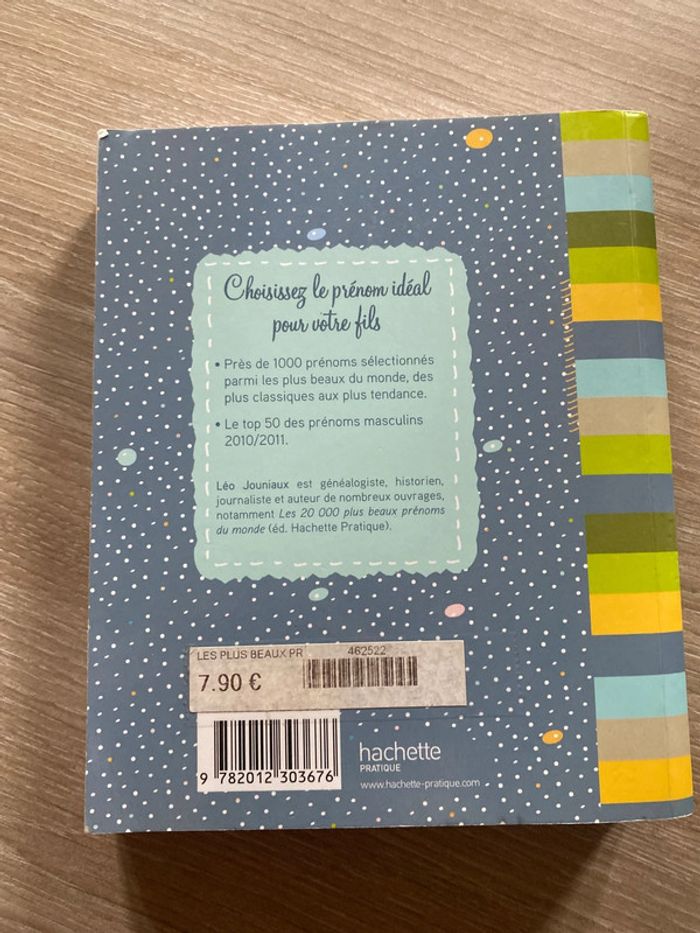 Choisissez le prénom idéal
pour votre fils
• Près de 1000 prénoms sélectionnés
parmi les plus beaux du monde, des
plus classiques aux plus tendance.
• Le top 50 des prénoms masculins
2010/2011.
Léo Jouniaux est généalogiste, historien,
journaliste et auteur de nombreux ouvrages,
notamment Les 20 000 plus beaux prénoms
du monde (éd. Hachette Pratique).
LES PLUS BEAUX PR 462522
7.90 €
9 782012 303676
hachette
PRATIQUE
www.hachette-pratique.com